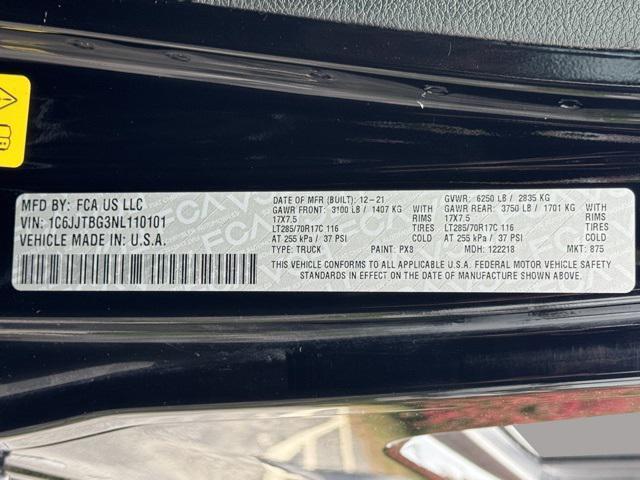 MFD BY: FCA US LLC
VIN: 1C6JJTBG3NL110101
VEHICLE MADE IN U.S.A.
DATE OF MFR (BUILT): 12-21 GVWR: 6250 LB / 2835 KG
GAWR FRONT: 3100 LB / 1407 KG RIMS GAWR REAR: 3750 LB / 1701 KG RIMS
17X7.5 17X7.5
LT285/70R17C 116 TIRES LT285/70R17C 116 TIRES
AT 255 kPa / 37 PSI COLD AT 255 kPa / 37 PSI COLD
TYPE: TRUCK PAINT: PX8 MDH: 122218 MKT: 875
THIS VEHICLE CONFORMS TO ALL APPLICABLE U.S.A. FEDERAL MOTOR VEHICLE SAFETY
STANDARDS IN EFFECT ON THE DATE OF MANUFACTURE SHOWN ABOVE.